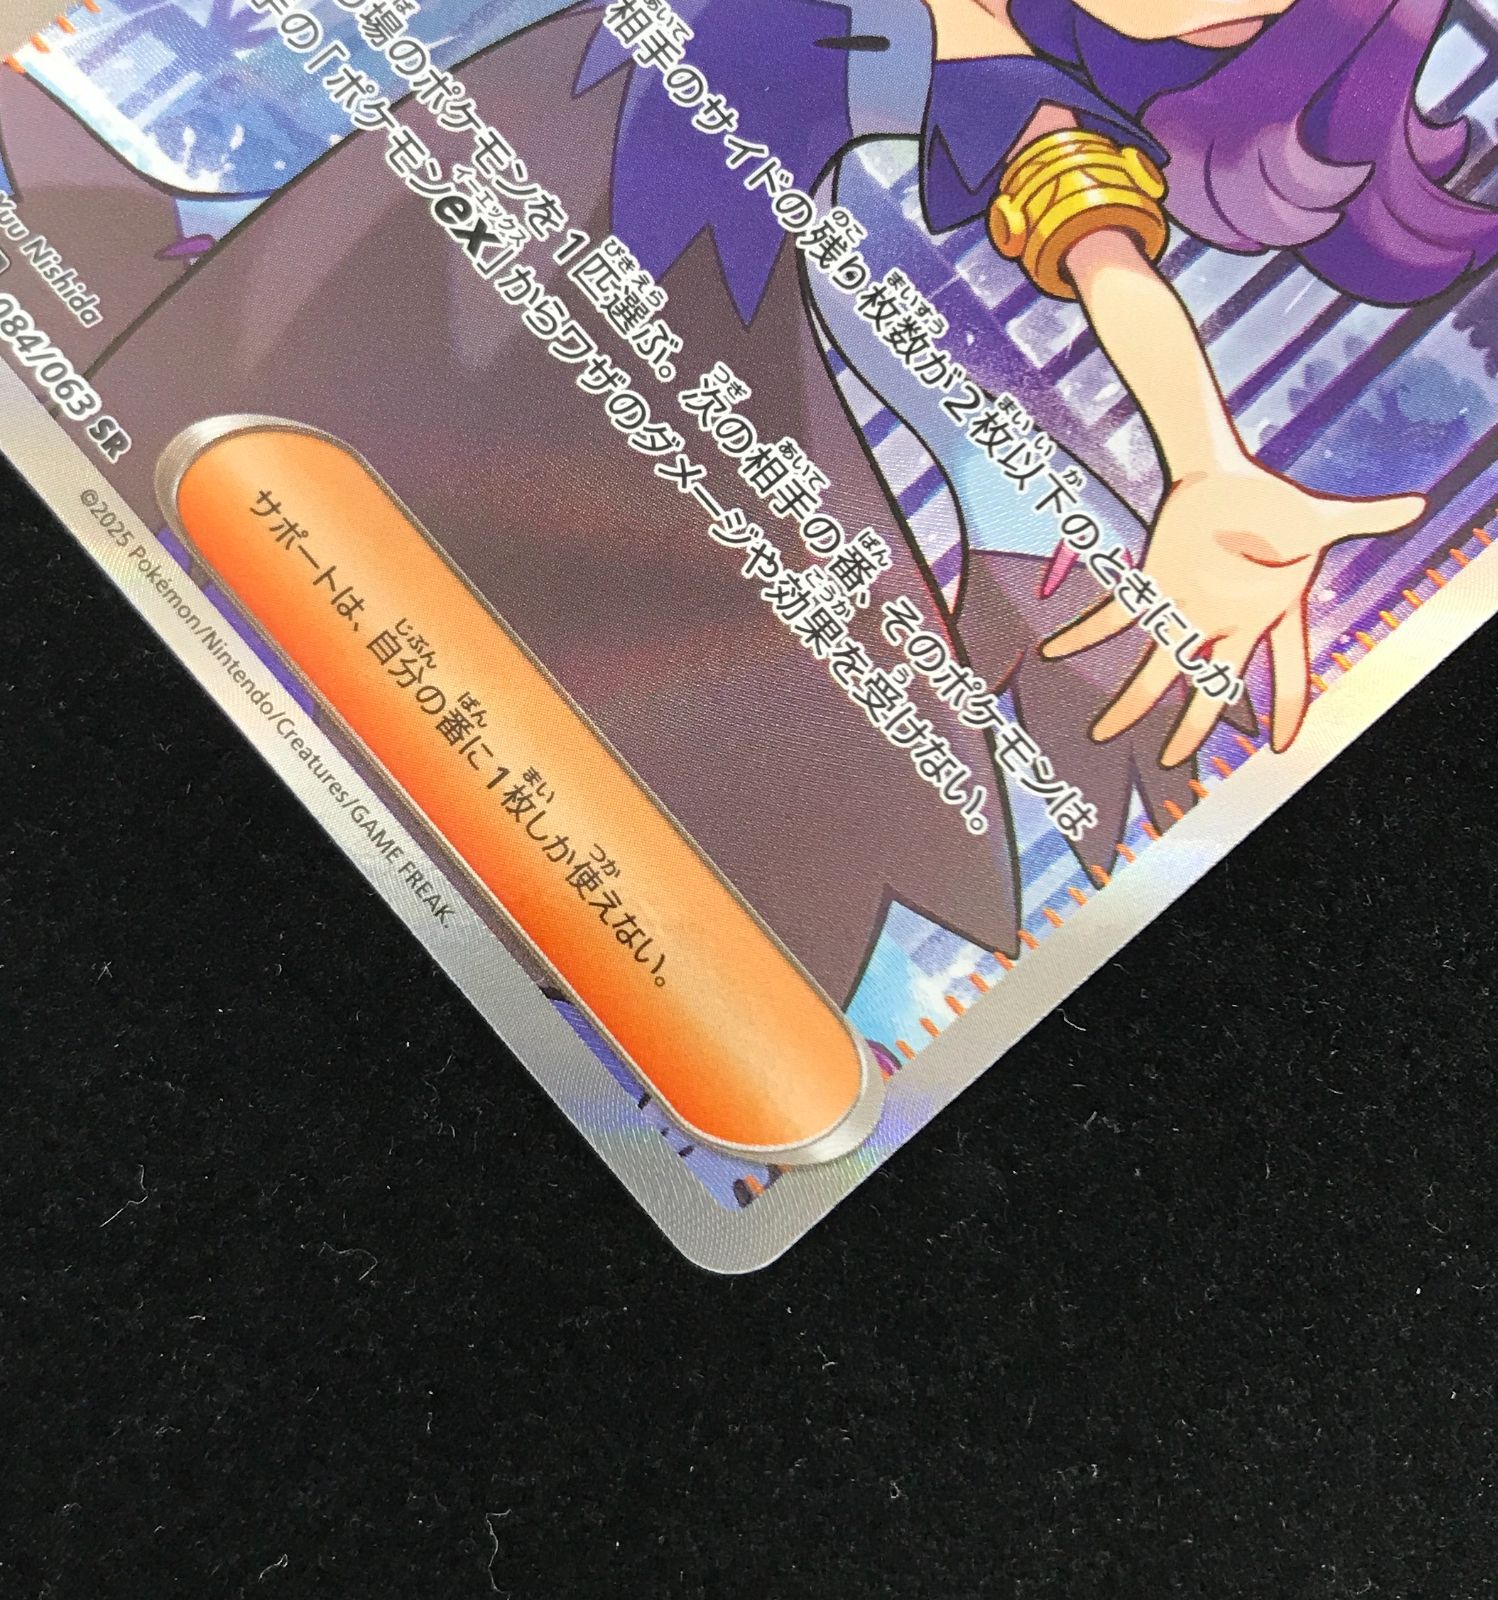 相手のサイドの残り枚数が2枚以下のときにしか
場のポケモンを1匹選ぶ。次の相手の番、そのポケモンは
手の「ポケモンex」からワザのダメージや効果を受けない。
Yuu Nishida
084/063 SR
サポートは、自分の番に1枚しか使えない。
©2025 Pokémon/Nintendo/Creatures/GAME FREAK.